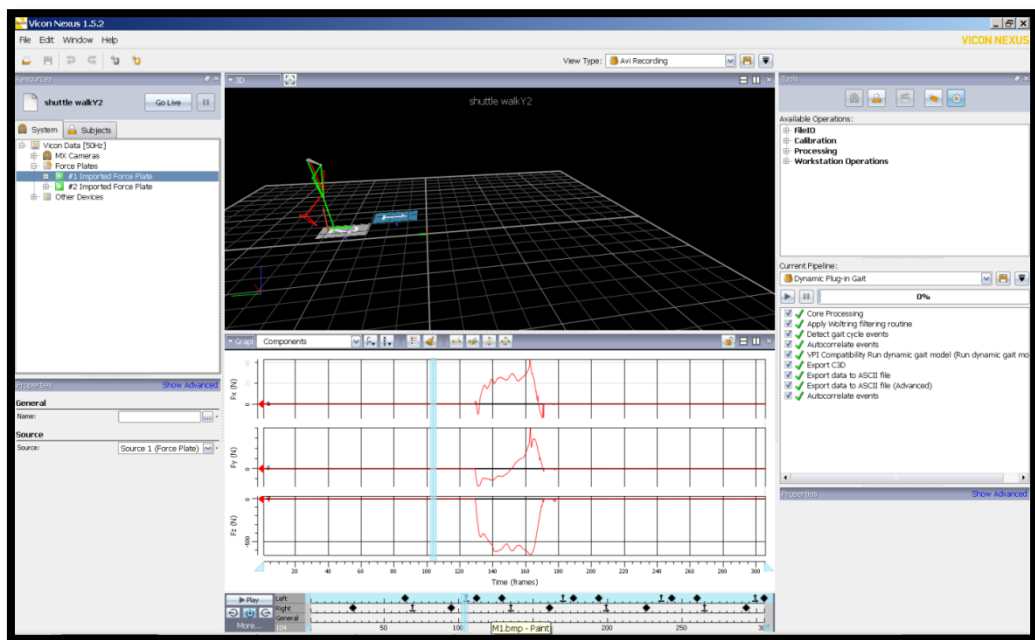 Vicon Nexus 1.5.2
File Edit Window Help
VICON NEXUS
View Type: Avi Recording
Resources
shuttle walkY2
Go Live
System Subjects
Vicon Data [50Hz]
MX Cameras
Force Plates
#1 Imported Force Plate
#2 Imported Force Plate
Other Devices
Properties
Show Advanced
General
Name:
Source
Source: Source 1 (Force Plate)
3D
shuttle walkY2
Graph Components
Fx (N)
0
Fy (N)
0
Fz (N)
0
-500
20 40 60 80 100 120 140 160 180 200 220 240 260 280 300
Time (frames)
Play
More...
Left
Right
General
104
50 100 150 200 250 300
M1.bmp - Paint
Tools
Available Operations:
FileIO
Calibration
Processing
Workstation Operations
Current Pipeline:
Dynamic Plug-in Gait
0%
Core Processing
Apply Woltring filtering routine
Detect gait cycle events
Autocorrelate events
VPI Compatibility Run dynamic gait model (Run dynamic gait mo
Export C3D
Export data to ASCII file
Export data to ASCII file (Advanced)
Autocorrelate events
Properties
Show Advanced